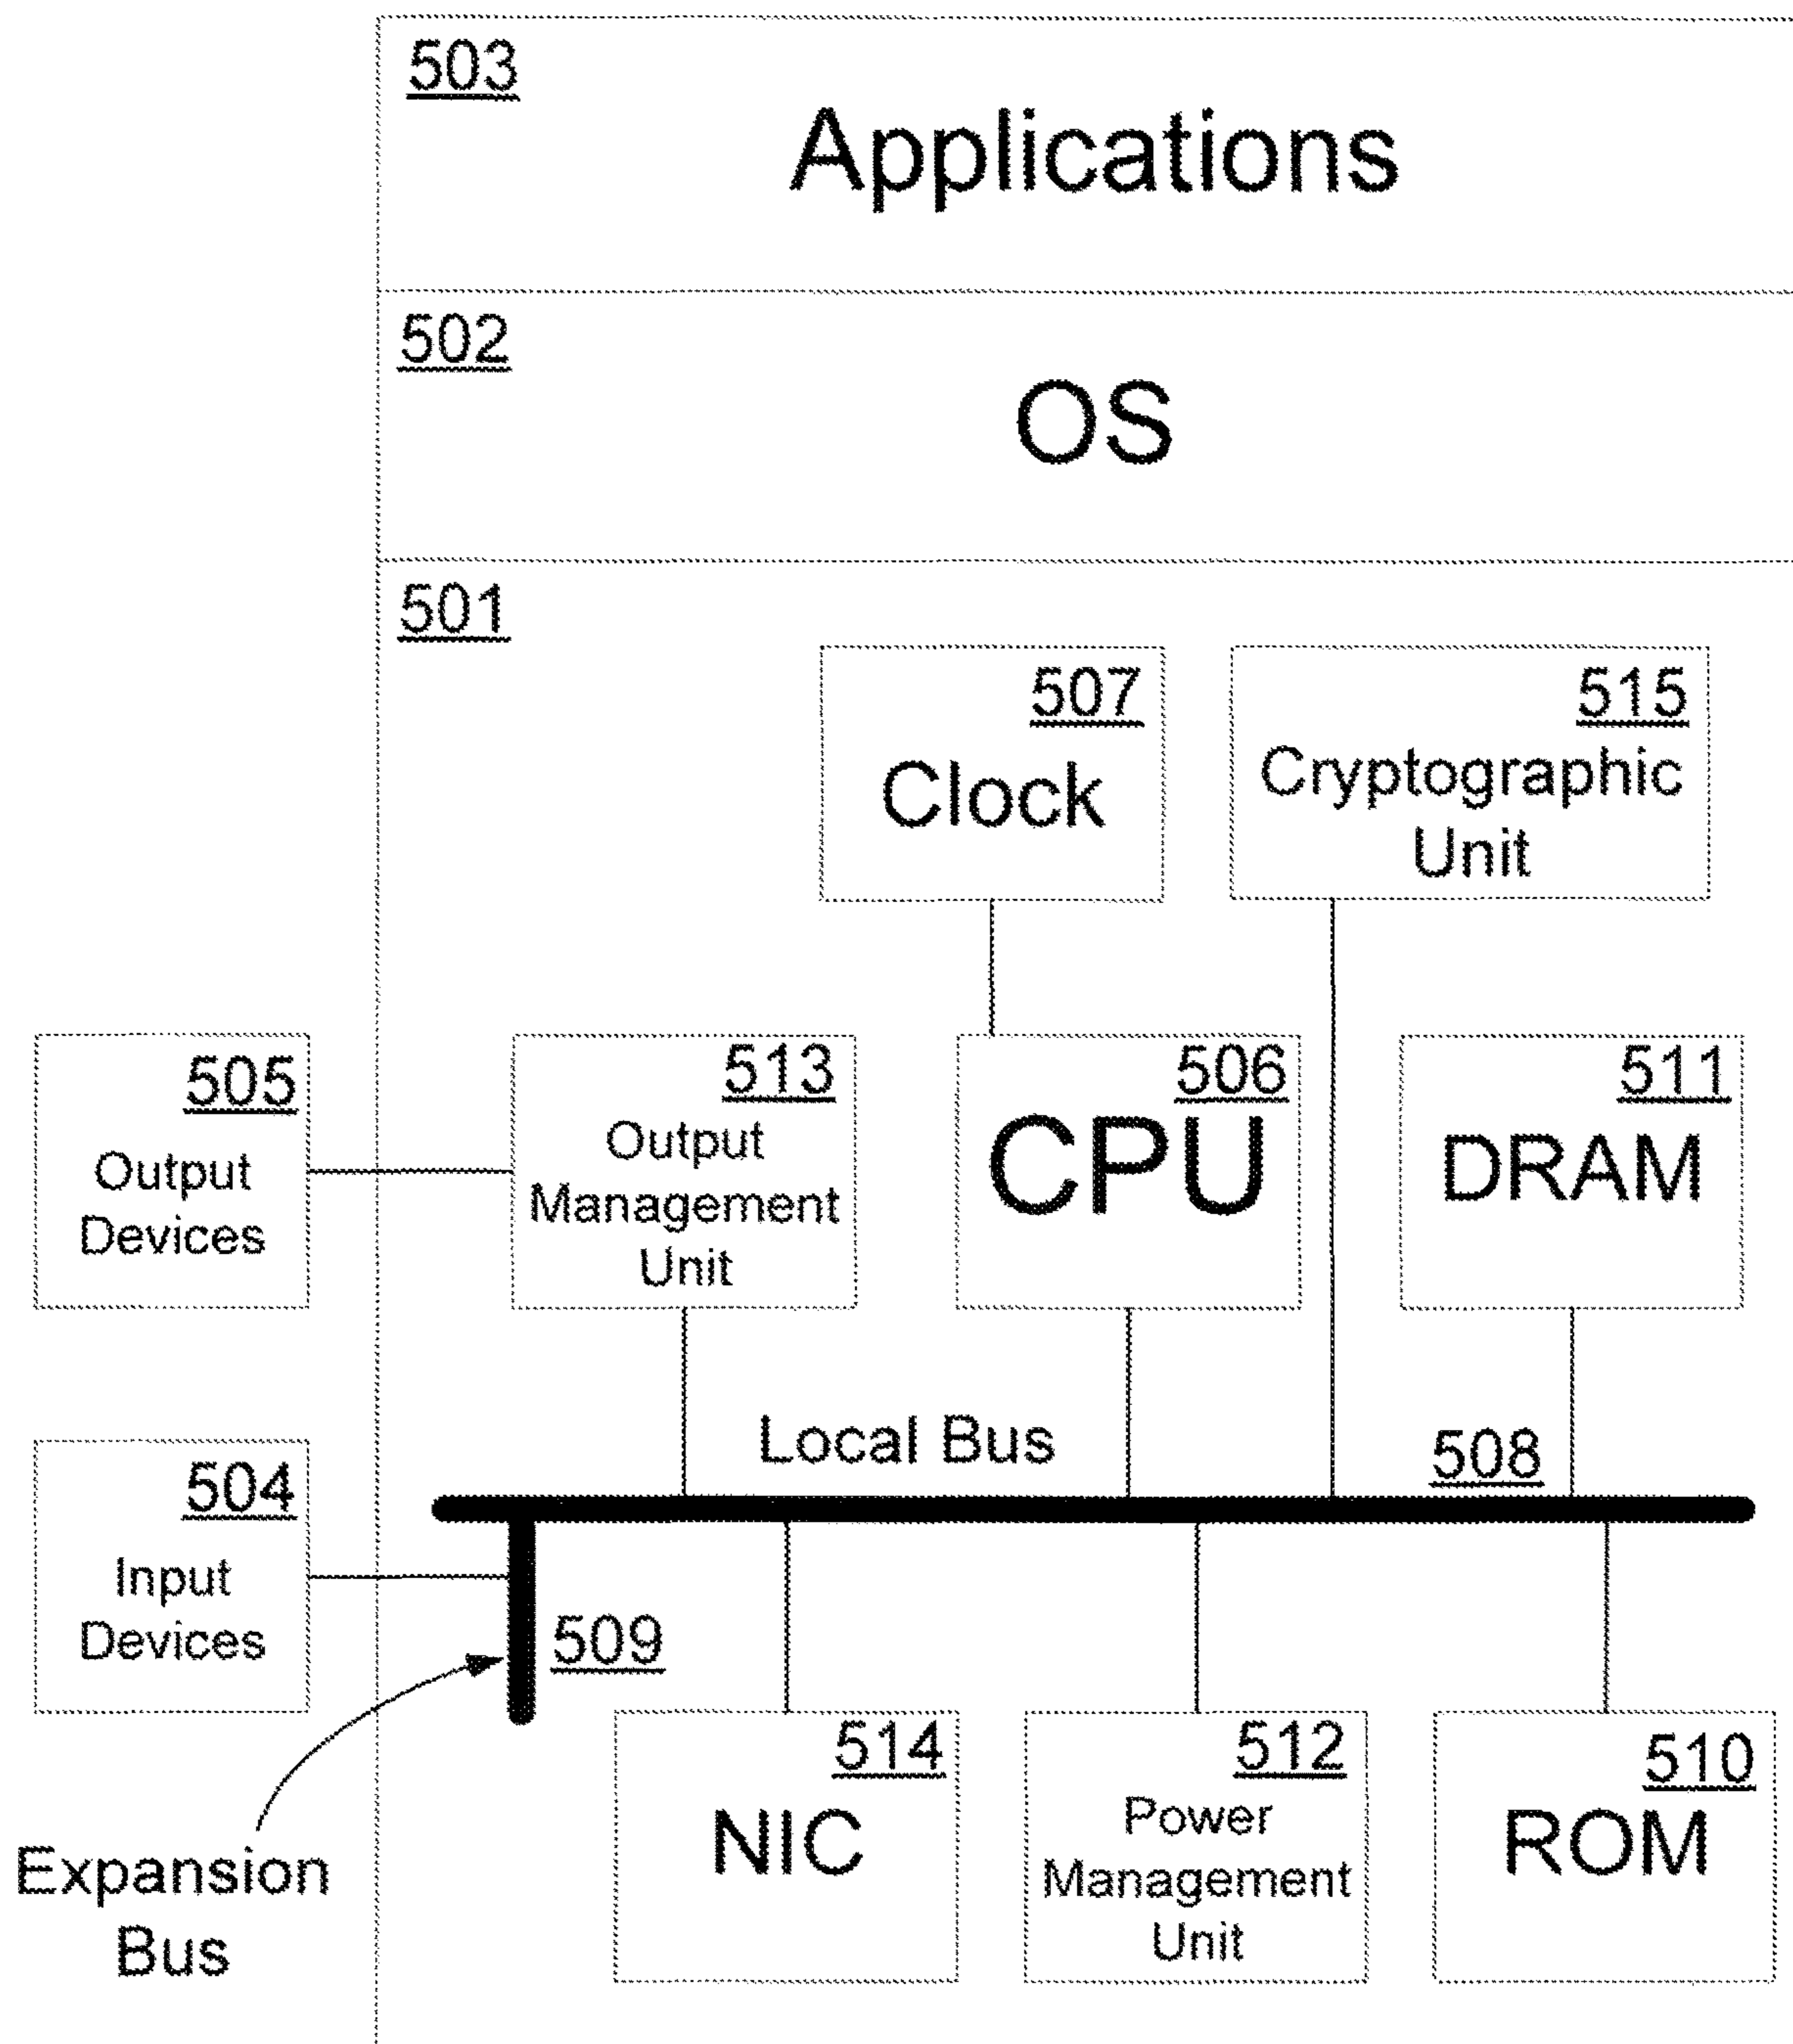 503
Applications
502
OS
501
507
Clock
515
Cryptographic
Unit
505
Output
Devices
513
Output
Management
Unit
506
CPU
511
DRAM
Local Bus
508
504
Input
Devices
509
Expansion
Bus
514
NIC
512
Power
Management
Unit
510
ROM